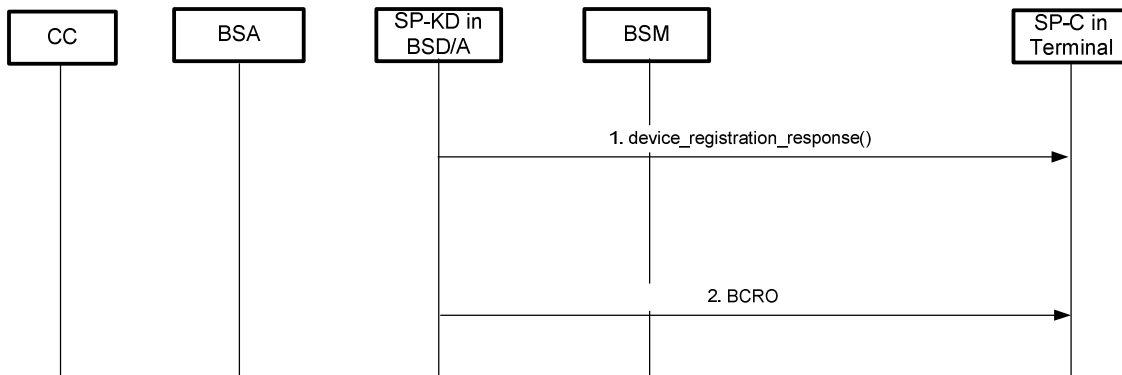 CC
BSA
SP-KD in
BSD/A
BSM
SP-C in
Terminal
1. device_registration_response()
2. BCRO